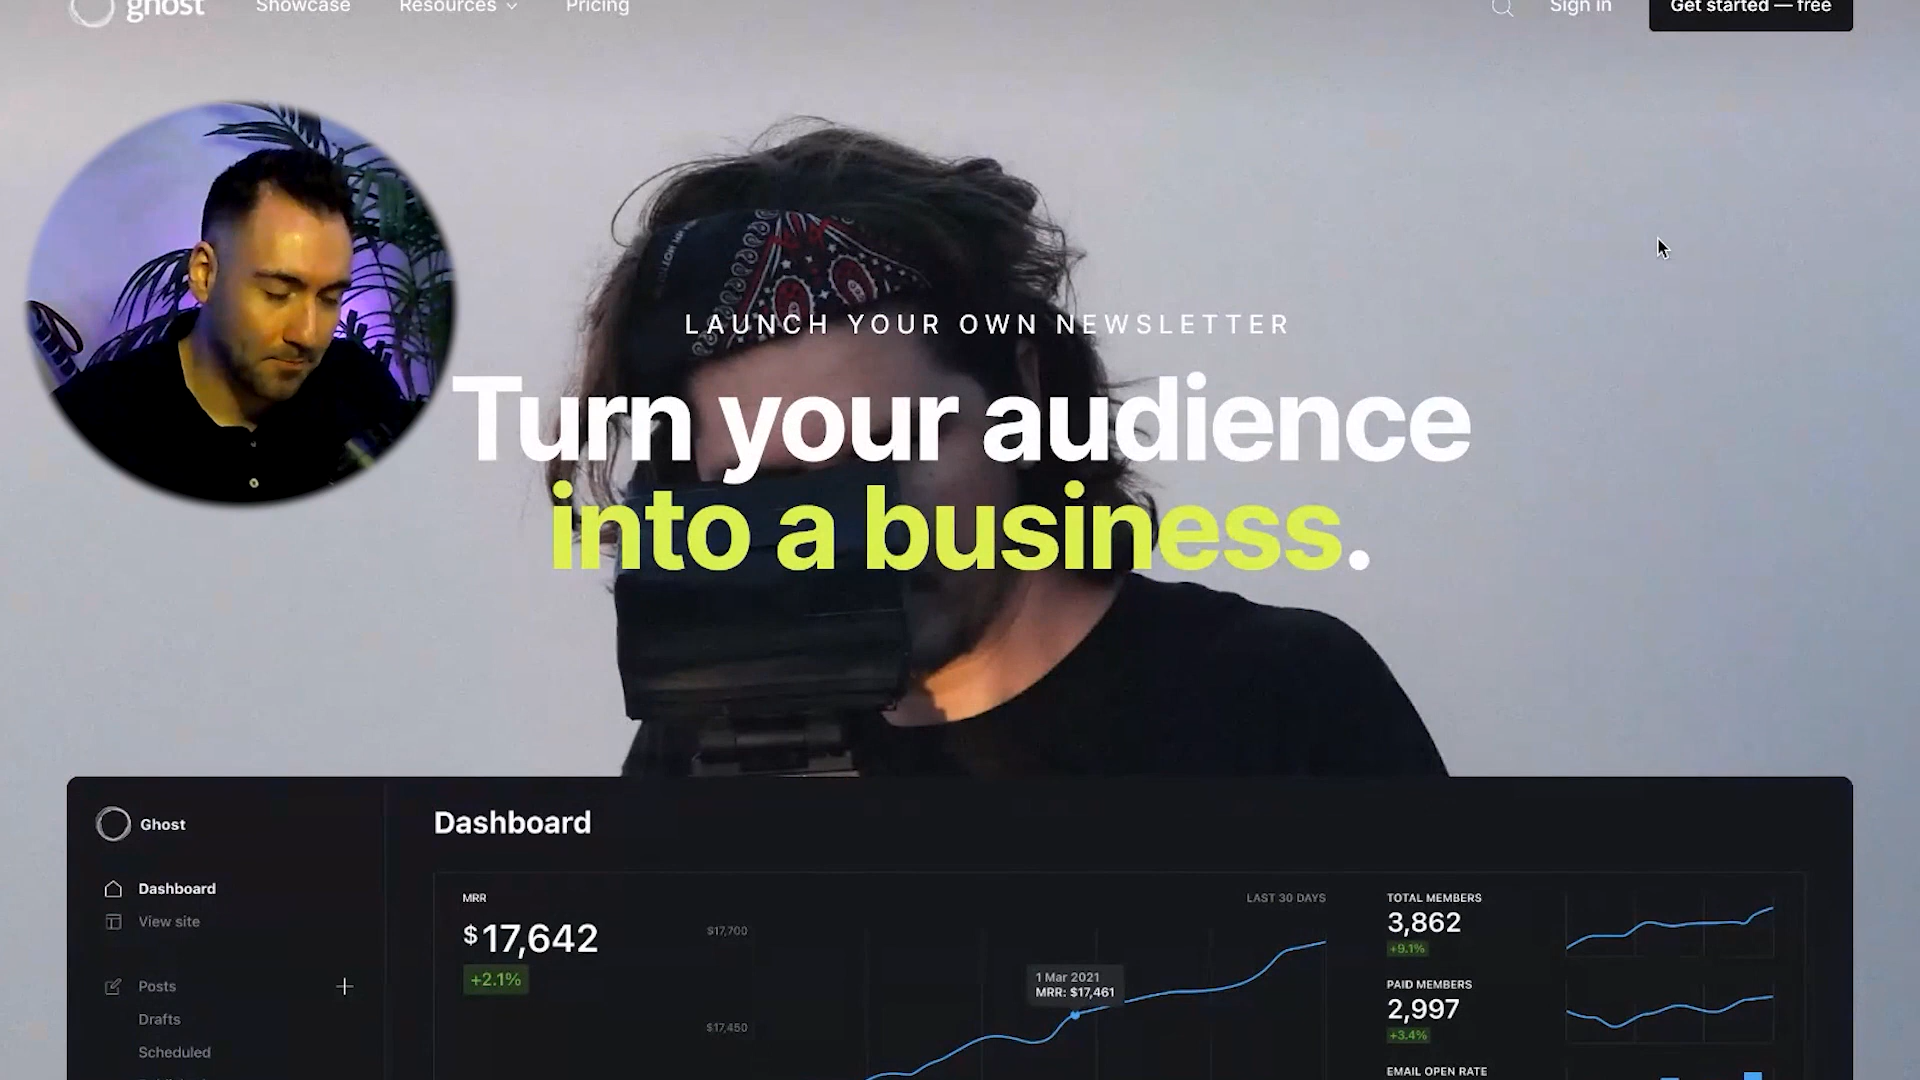 ghost
Showcase
Resources
Pricing
Sign in
Get started — free
LAUNCH YOUR OWN NEWSLETTER
Turn your audience
into a business.
Ghost
Dashboard
View site
Posts
Drafts
Scheduled
Dashboard
MRR
$17,642
+2.1%
LAST 30 DAYS
$17,700
$17,450
1 Mar 2021
MRR: $17,461
TOTAL MEMBERS
3,862
+9.1%
PAID MEMBERS
2,997
+3.4%
EMAIL OPEN RATE